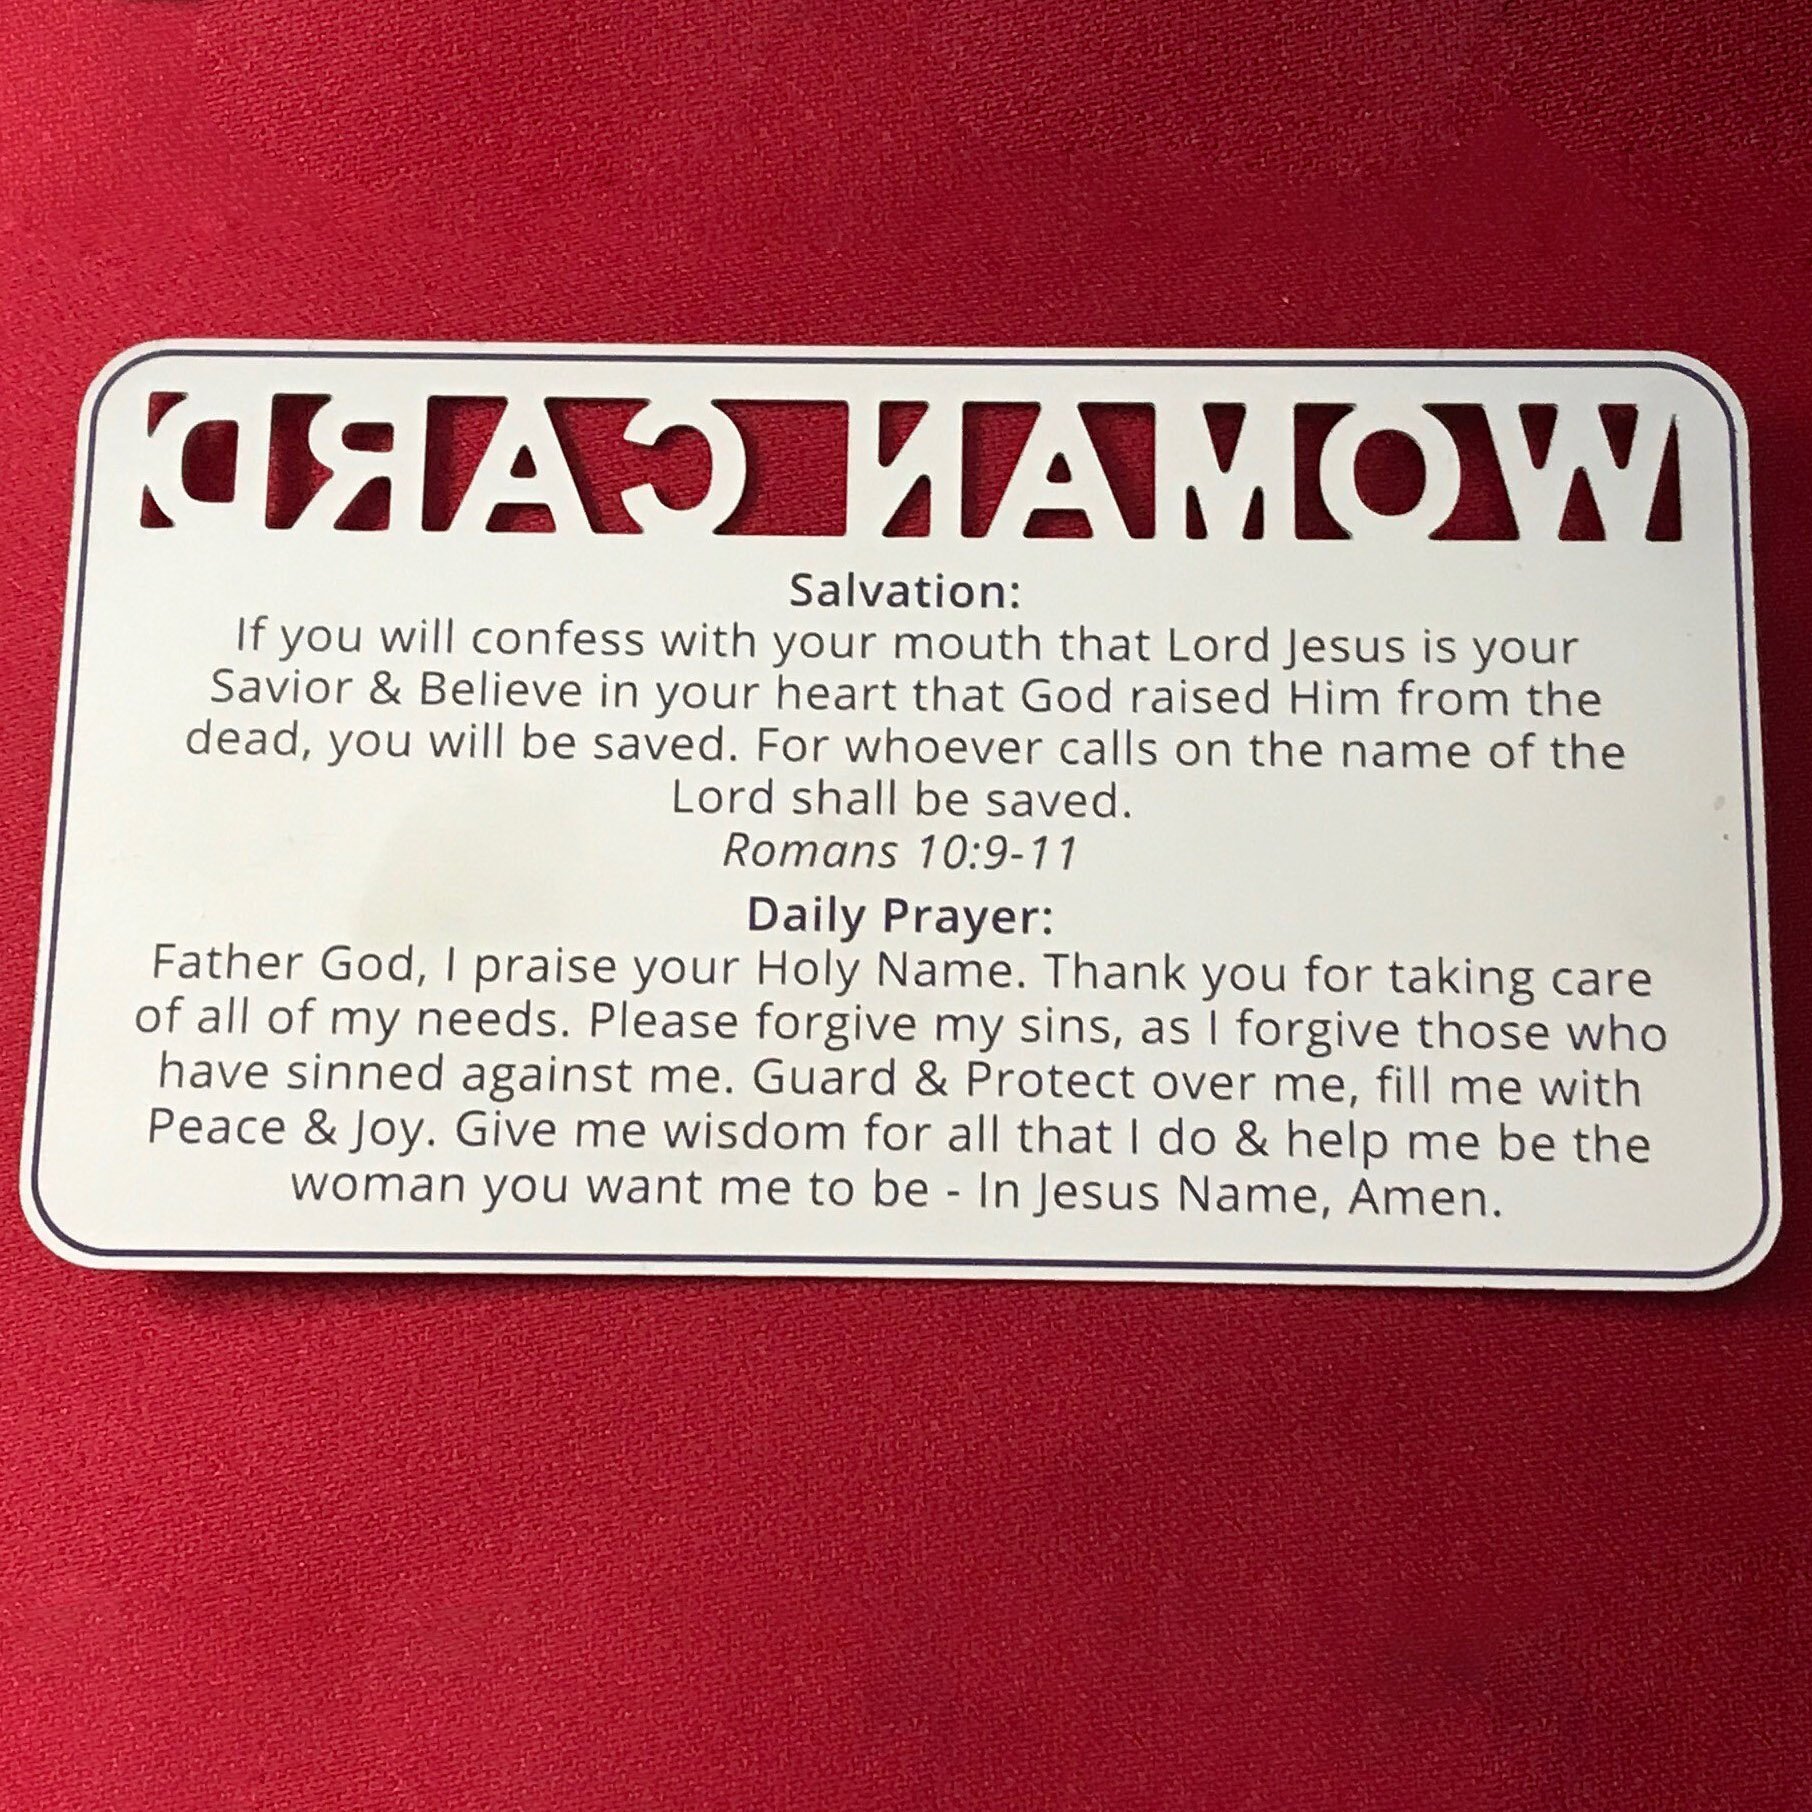 WOMAN CARD
Salvation:
If you will confess with your mouth that Lord Jesus is your
Savior & Believe in your heart that God raised Him from the
dead, you will be saved. For whoever calls on the name of the
Lord shall be saved.
Romans 10:9-11
Daily Prayer:
Father God, I praise your Holy Name. Thank you for taking care
of all of my needs. Please forgive my sins, as I forgive those who
have sinned against me. Guard & Protect over me, fill me with
Peace & Joy. Give me wisdom for all that I do & help me be the
woman you want me to be - In Jesus Name, Amen.